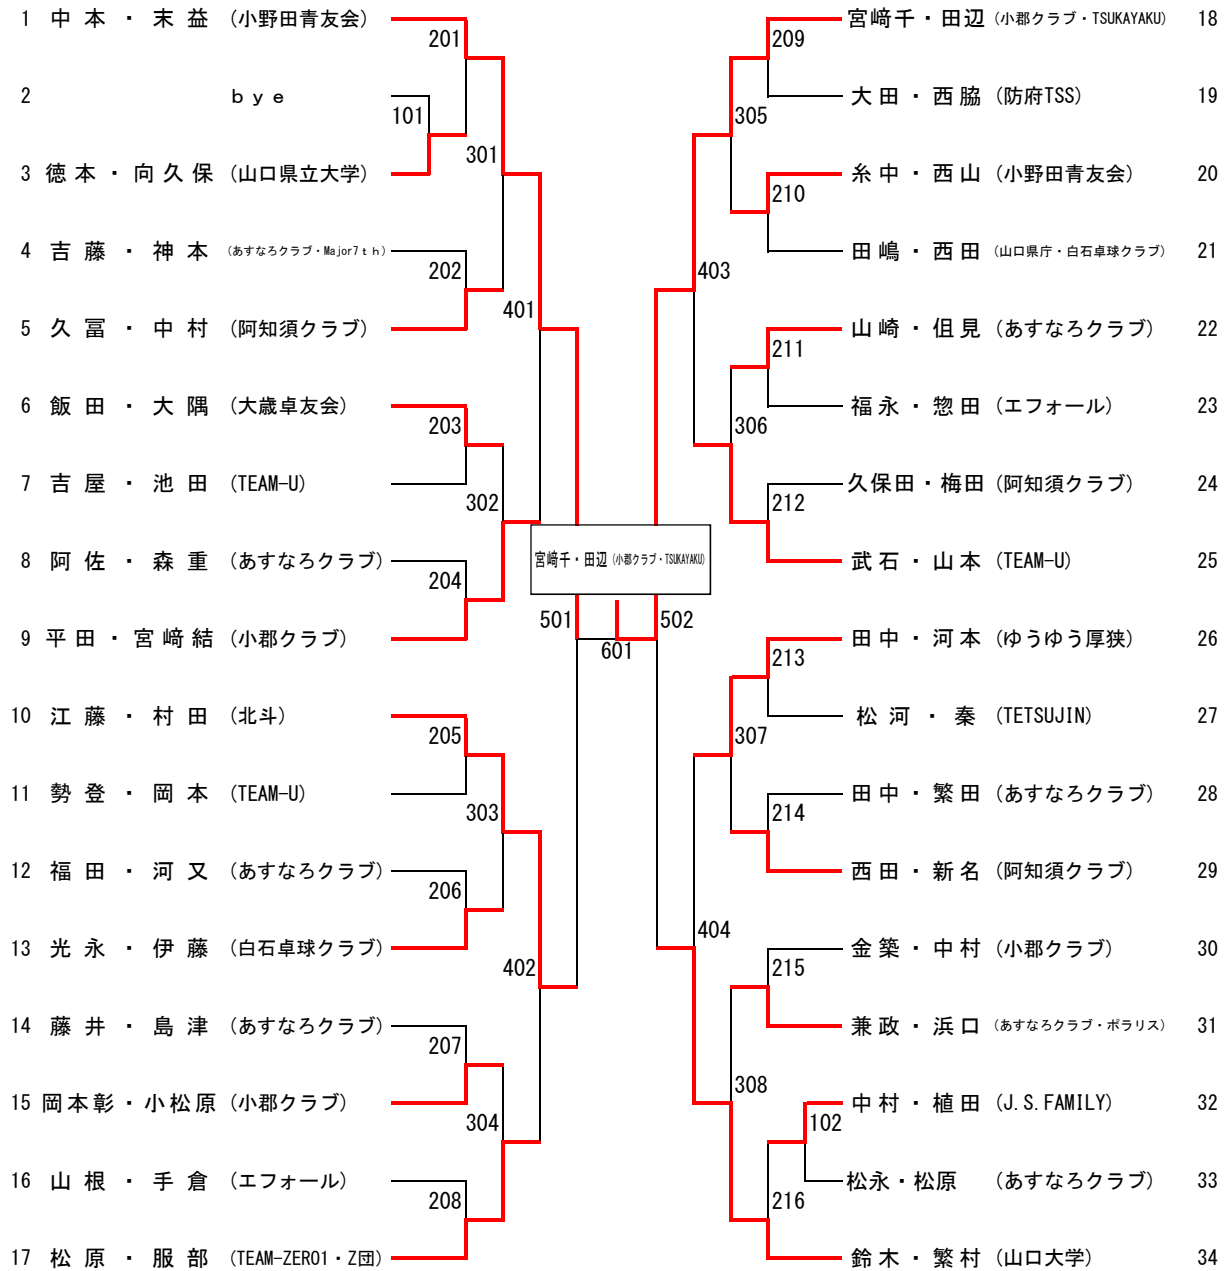 1 中本・末益 (小野田青友会)
201
2 bye
101
3 徳本・向久保 (山口県立大学)
301
4 吉藤・神本 (あすなろクラブ・Major7th)
202
5 久冨・中村 (阿知須クラブ)
401
6 飯田・大隅 (大歳卓友会)
203
7 吉屋・池田 (TEAM-U)
302
8 阿佐・森重 (あすなろクラブ)
204
9 平田・宮﨑結 (小郡クラブ)
501
10 江藤・村田 (北斗)
205
11 勢登・岡本 (TEAM-U)
303
12 福田・河又 (あすなろクラブ)
206
13 光永・伊藤 (白石卓球クラブ)
402
14 藤井・島津 (あすなろクラブ)
207
15 岡本彰・小松原 (小郡クラブ)
304
16 山根・手倉 (エフォール)
208
17 松原・服部 (TEAM-ZERO1・Z団)
宮﨑千・田辺 (小郡クラブ・TSUKAYAKU)
601
宮﨑千・田辺 (小郡クラブ・TSUKAYAKU) 18
209
大田・西脇 (防府TSS) 19
305
糸中・西山 (小野田青友会) 20
210
田嶋・西田 (山口県庁・白石卓球クラブ) 21
403
山崎・伹見 (あすなろクラブ) 22
211
福永・惣田 (エフォール) 23
306
久保田・梅田 (阿知須クラブ) 24
212
武石・山本 (TEAM-U) 25
502
田中・河本 (ゆうゆう厚狭) 26
213
松河・秦 (TETSUJIN) 27
307
田中・繁田 (あすなろクラブ) 28
214
西田・新名 (阿知須クラブ) 29
404
金築・中村 (小郡クラブ) 30
215
兼政・浜口 (あすなろクラブ・ポラリス) 31
308
中村・植田 (J.S.FAMILY) 32
102
松永・松原 (あすなろクラブ) 33
216
鈴木・繁村 (山口大学) 34